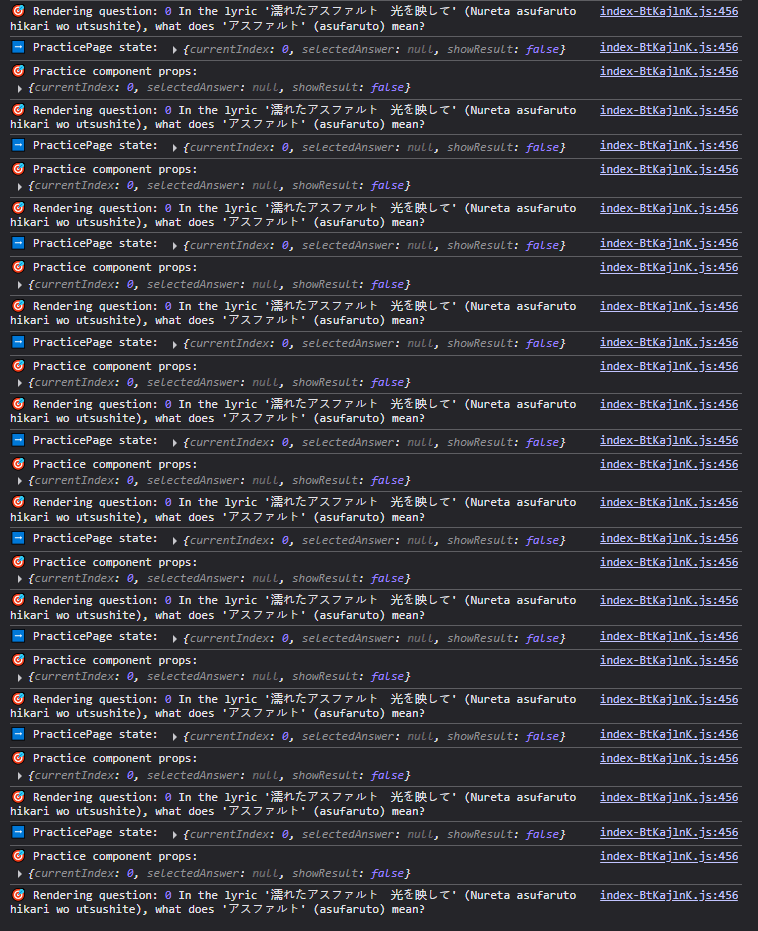 🎯 Rendering question: 0 In the lyric '濡れたアスファルト　光を映して' (Nureta asufaruto index-BtKajlnK.js:456
hikari wo utsushite), what does 'アスファルト' (asufaruto) mean?
➡ PracticePage state: ▶ {currentIndex: 0, selectedAnswer: null, showResult: false} index-BtKajlnK.js:456
🎯 Practice component props: index-BtKajlnK.js:456
▶ {currentIndex: 0, selectedAnswer: null, showResult: false}
🎯 Rendering question: 0 In the lyric '濡れたアスファルト　光を映して' (Nureta asufaruto index-BtKajlnK.js:456
hikari wo utsushite), what does 'アスファルト' (asufaruto) mean?
➡ PracticePage state: ▶ {currentIndex: 0, selectedAnswer: null, showResult: false} index-BtKajlnK.js:456
🎯 Practice component props: index-BtKajlnK.js:456
▶ {currentIndex: 0, selectedAnswer: null, showResult: false}
🎯 Rendering question: 0 In the lyric '濡れたアスファルト　光を映して' (Nureta asufaruto index-BtKajlnK.js:456
hikari wo utsushite), what does 'アスファルト' (asufaruto) mean?
➡ PracticePage state: ▶ {currentIndex: 0, selectedAnswer: null, showResult: false} index-BtKajlnK.js:456
🎯 Practice component props: index-BtKajlnK.js:456
▶ {currentIndex: 0, selectedAnswer: null, showResult: false}
🎯 Rendering question: 0 In the lyric '濡れたアスファルト　光を映して' (Nureta asufaruto index-BtKajlnK.js:456
hikari wo utsushite), what does 'アスファルト' (asufaruto) mean?
➡ PracticePage state: ▶ {currentIndex: 0, selectedAnswer: null, showResult: false} index-BtKajlnK.js:456
🎯 Practice component props: index-BtKajlnK.js:456
▶ {currentIndex: 0, selectedAnswer: null, showResult: false}
🎯 Rendering question: 0 In the lyric '濡れたアスファルト　光を映して' (Nureta asufaruto index-BtKajlnK.js:456
hikari wo utsushite), what does 'アスファルト' (asufaruto) mean?
➡ PracticePage state: ▶ {currentIndex: 0, selectedAnswer: null, showResult: false} index-BtKajlnK.js:456
🎯 Practice component props: index-BtKajlnK.js:456
▶ {currentIndex: 0, selectedAnswer: null, showResult: false}
🎯 Rendering question: 0 In the lyric '濡れたアスファルト　光を映して' (Nureta asufaruto index-BtKajlnK.js:456
hikari wo utsushite), what does 'アスファルト' (asufaruto) mean?
➡ PracticePage state: ▶ {currentIndex: 0, selectedAnswer: null, showResult: false} index-BtKajlnK.js:456
🎯 Practice component props: index-BtKajlnK.js:456
▶ {currentIndex: 0, selectedAnswer: null, showResult: false}
🎯 Rendering question: 0 In the lyric '濡れたアスファルト　光を映して' (Nureta asufaruto index-BtKajlnK.js:456
hikari wo utsushite), what does 'アスファルト' (asufaruto) mean?
➡ PracticePage state: ▶ {currentIndex: 0, selectedAnswer: null, showResult: false} index-BtKajlnK.js:456
🎯 Practice component props: index-BtKajlnK.js:456
▶ {currentIndex: 0, selectedAnswer: null, showResult: false}
🎯 Rendering question: 0 In the lyric '濡れたアスファルト　光を映して' (Nureta asufaruto index-BtKajlnK.js:456
hikari wo utsushite), what does 'アスファルト' (asufaruto) mean?
➡ PracticePage state: ▶ {currentIndex: 0, selectedAnswer: null, showResult: false} index-BtKajlnK.js:456
🎯 Practice component props: index-BtKajlnK.js:456
▶ {currentIndex: 0, selectedAnswer: null, showResult: false}
🎯 Rendering question: 0 In the lyric '濡れたアスファルト　光を映して' (Nureta asufaruto index-BtKajlnK.js:456
hikari wo utsushite), what does 'アスファルト' (asufaruto) mean?
➡ PracticePage state: ▶ {currentIndex: 0, selectedAnswer: null, showResult: false} index-BtKajlnK.js:456
🎯 Practice component props: index-BtKajlnK.js:456
▶ {currentIndex: 0, selectedAnswer: null, showResult: false}
🎯 Rendering question: 0 In the lyric '濡れたアスファルト　光を映して' (Nureta asufaruto index-BtKajlnK.js:456
hikari wo utsushite), what does 'アスファルト' (asufaruto) mean?